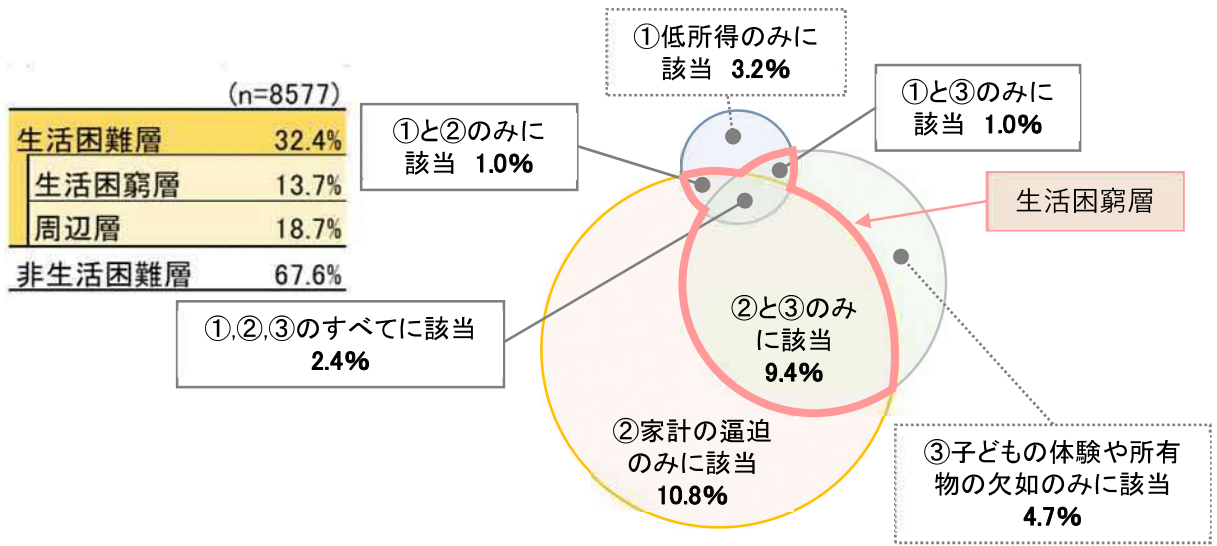 (n=8577)
生活困難層 32.4%
生活困窮層 13.7%
周辺層 18.7%
非生活困難層 67.6%
①低所得のみに
該当 3.2%
①と②のみに
該当 1.0%
①と③のみに
該当 1.0%
生活困窮層
①,②,③のすべてに該当
2.4%
②と③のみ
に該当
9.4%
②家計の逼迫
のみに該当
10.8%
③子どもの体験や所有
物の欠如のみに該当
4.7%